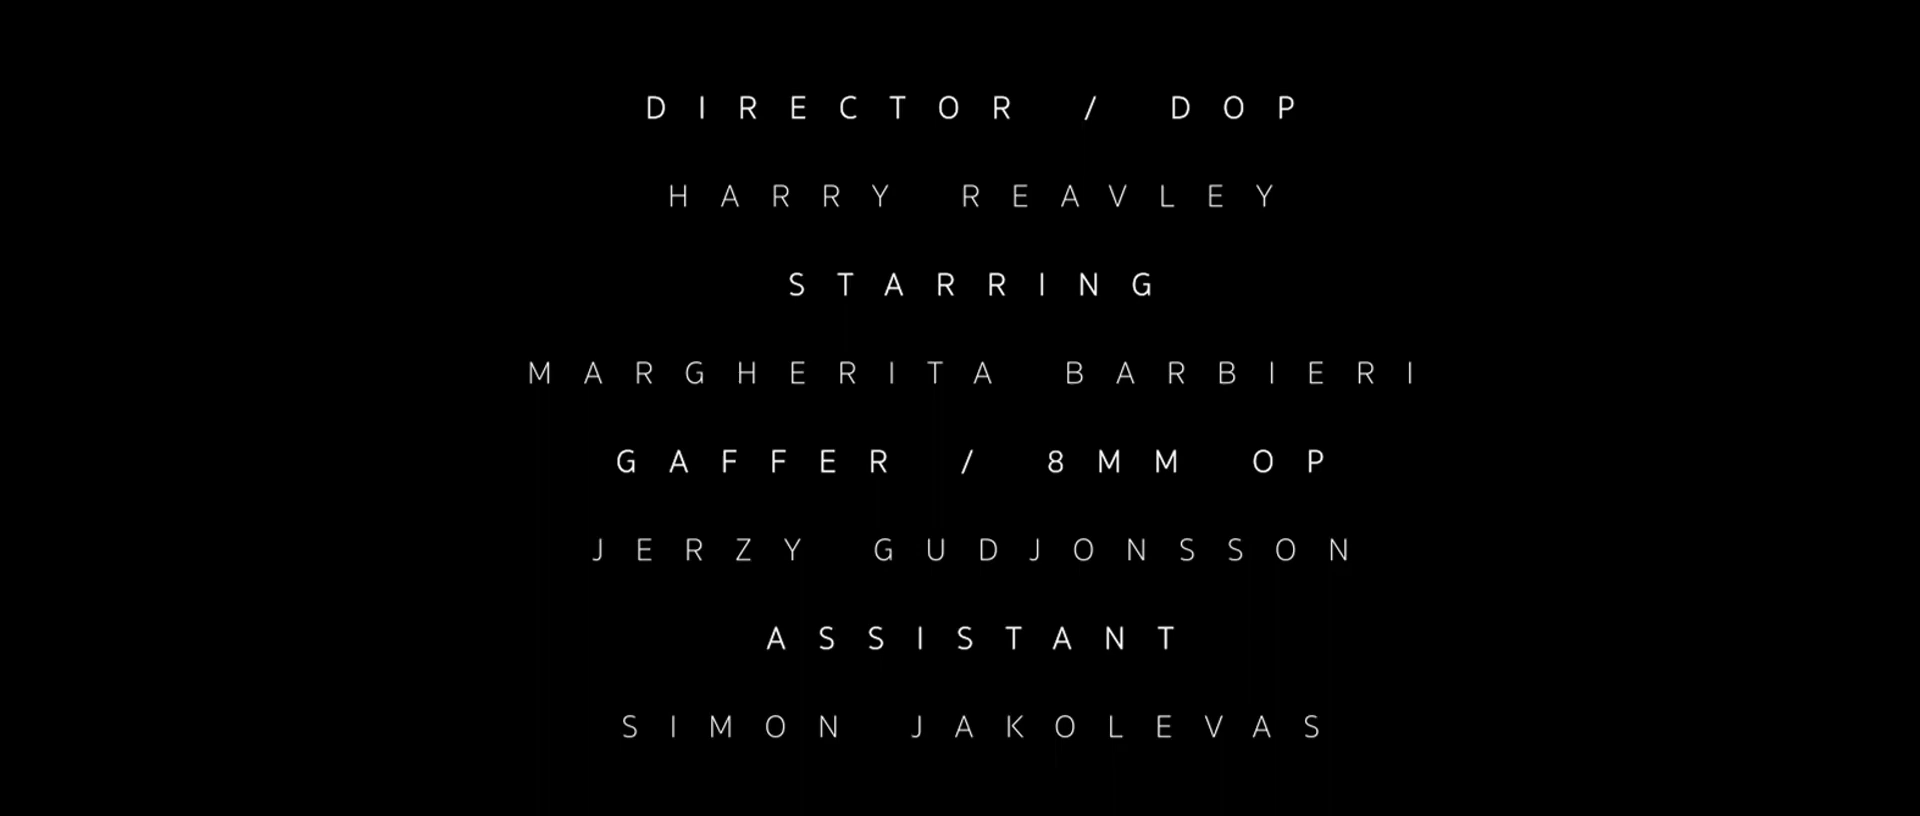 DIRECTOR / DOP
HARRY REAVLEY
STARRING
MARGHERITA BARBIERI
GAFFER / 8MM OP
JERZY GUDJONSSON
ASSISTANT
SIMON JAKOLEVAS